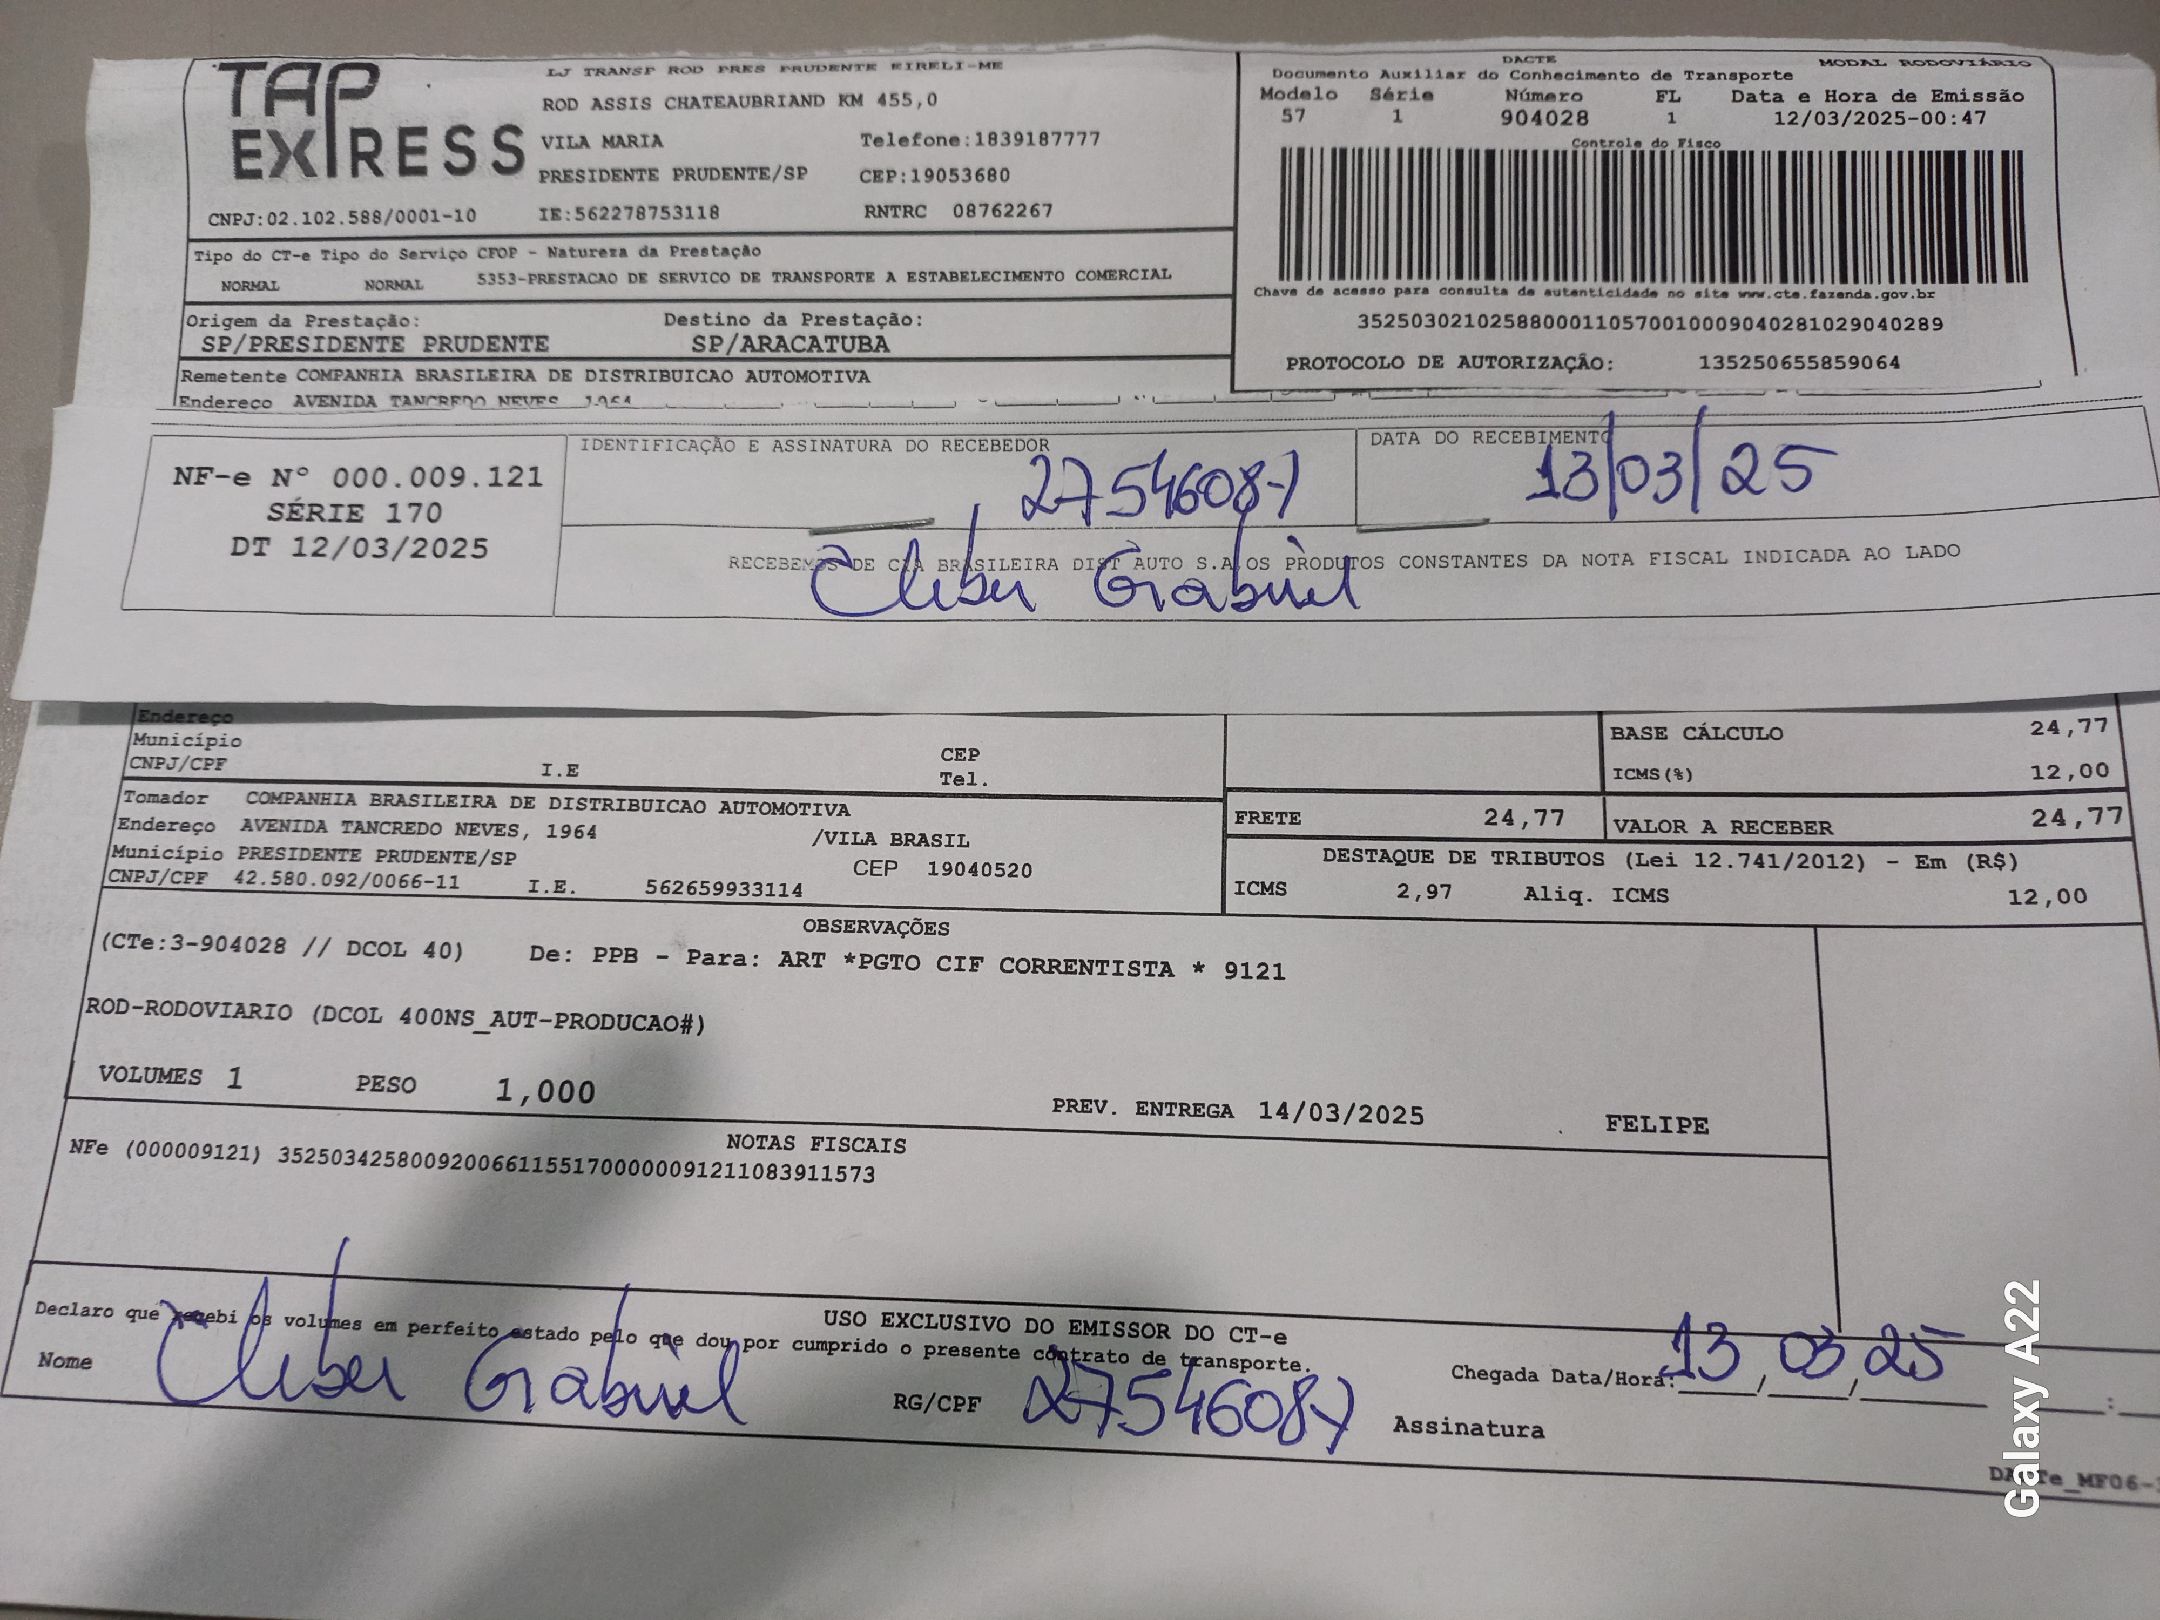 TAP EXPRESS
LJ TRANSP ROD PRES PRUDENTE EIRELI-ME
ROD ASSIS CHATEAUBRIAND KM 455,0
VILA MARIA Telefone:1839187777
PRESIDENTE PRUDENTE/SP CEP:19053680
CNPJ:02.102.588/0001-10 IE:562278753118 RNTRC 08762267
DACTE MODAL RODOVIÁRIO
Documento Auxiliar do Conhecimento de Transporte
Modelo Série Número FL Data e Hora de Emissão
57 1 904028 1 12/03/2025-00:47
Controle do Fisco
Chave de acesso para consulta de autenticidade no site www.cte.fazenda.gov.br
35250302102588000110570010009040281029040289
PROTOCOLO DE AUTORIZAÇÃO: 135250655859064
Tipo do CT-e Tipo do Serviço CFOP - Natureza da Prestação
NORMAL NORMAL 5353-PRESTACAO DE SERVICO DE TRANSPORTE A ESTABELECIMENTO COMERCIAL
Origem da Prestação: Destino da Prestação:
SP/PRESIDENTE PRUDENTE SP/ARACATUBA
Remetente COMPANHIA BRASILEIRA DE DISTRIBUICAO AUTOMOTIVA
Endereço AVENIDA TANCREDO NEVES 1964
NF-e Nº 000.009.121
SÉRIE 170
DT 12/03/2025
IDENTIFICAÇÃO E ASSINATURA DO RECEBEDOR
DATA DO RECEBIMENTO
13/03/25
RECEBEMOS DE CIA BRASILEIRA DIST AUTO S.A OS PRODUTOS CONSTANTES DA NOTA FISCAL INDICADA AO LADO
Gabriel
Endereço
Município CEP
CNPJ/CPF I.E Tel.
BASE CÁLCULO 24,77
ICMS(%) 12,00
Tomador COMPANHIA BRASILEIRA DE DISTRIBUICAO AUTOMOTIVA
Endereço AVENIDA TANCREDO NEVES, 1964 /VILA BRASIL
Município PRESIDENTE PRUDENTE/SP CEP 19040520
CNPJ/CPF 42.580.092/0066-11 I.E. 562659933114
FRETE 24,77 VALOR A RECEBER 24,77
DESTAQUE DE TRIBUTOS (Lei 12.741/2012) - Em (R$)
ICMS 2,97 Aliq. ICMS 12,00
OBSERVAÇÕES
(CTe:3-904028 // DCOL 40) De: PPB - Para: ART *PGTO CIF CORRENTISTA * 9121
ROD-RODOVIARIO (DCOL 400NS_AUT-PRODUCAO#)
VOLUMES 1 PESO 1,000 PREV. ENTREGA 14/03/2025 FELIPE
NOTAS FISCAIS
NFe (000009121) 35250342580092006611551700000091211083911573
USO EXCLUSIVO DO EMISSOR DO CT-e
Declaro que recebi os volumes em perfeito estado pelo que dou por cumprido o presente contrato de transporte.
Nome Gabriel RG/CPF Chegada Data/Hora: 13/03/25
Assinatura
Galaxy A22